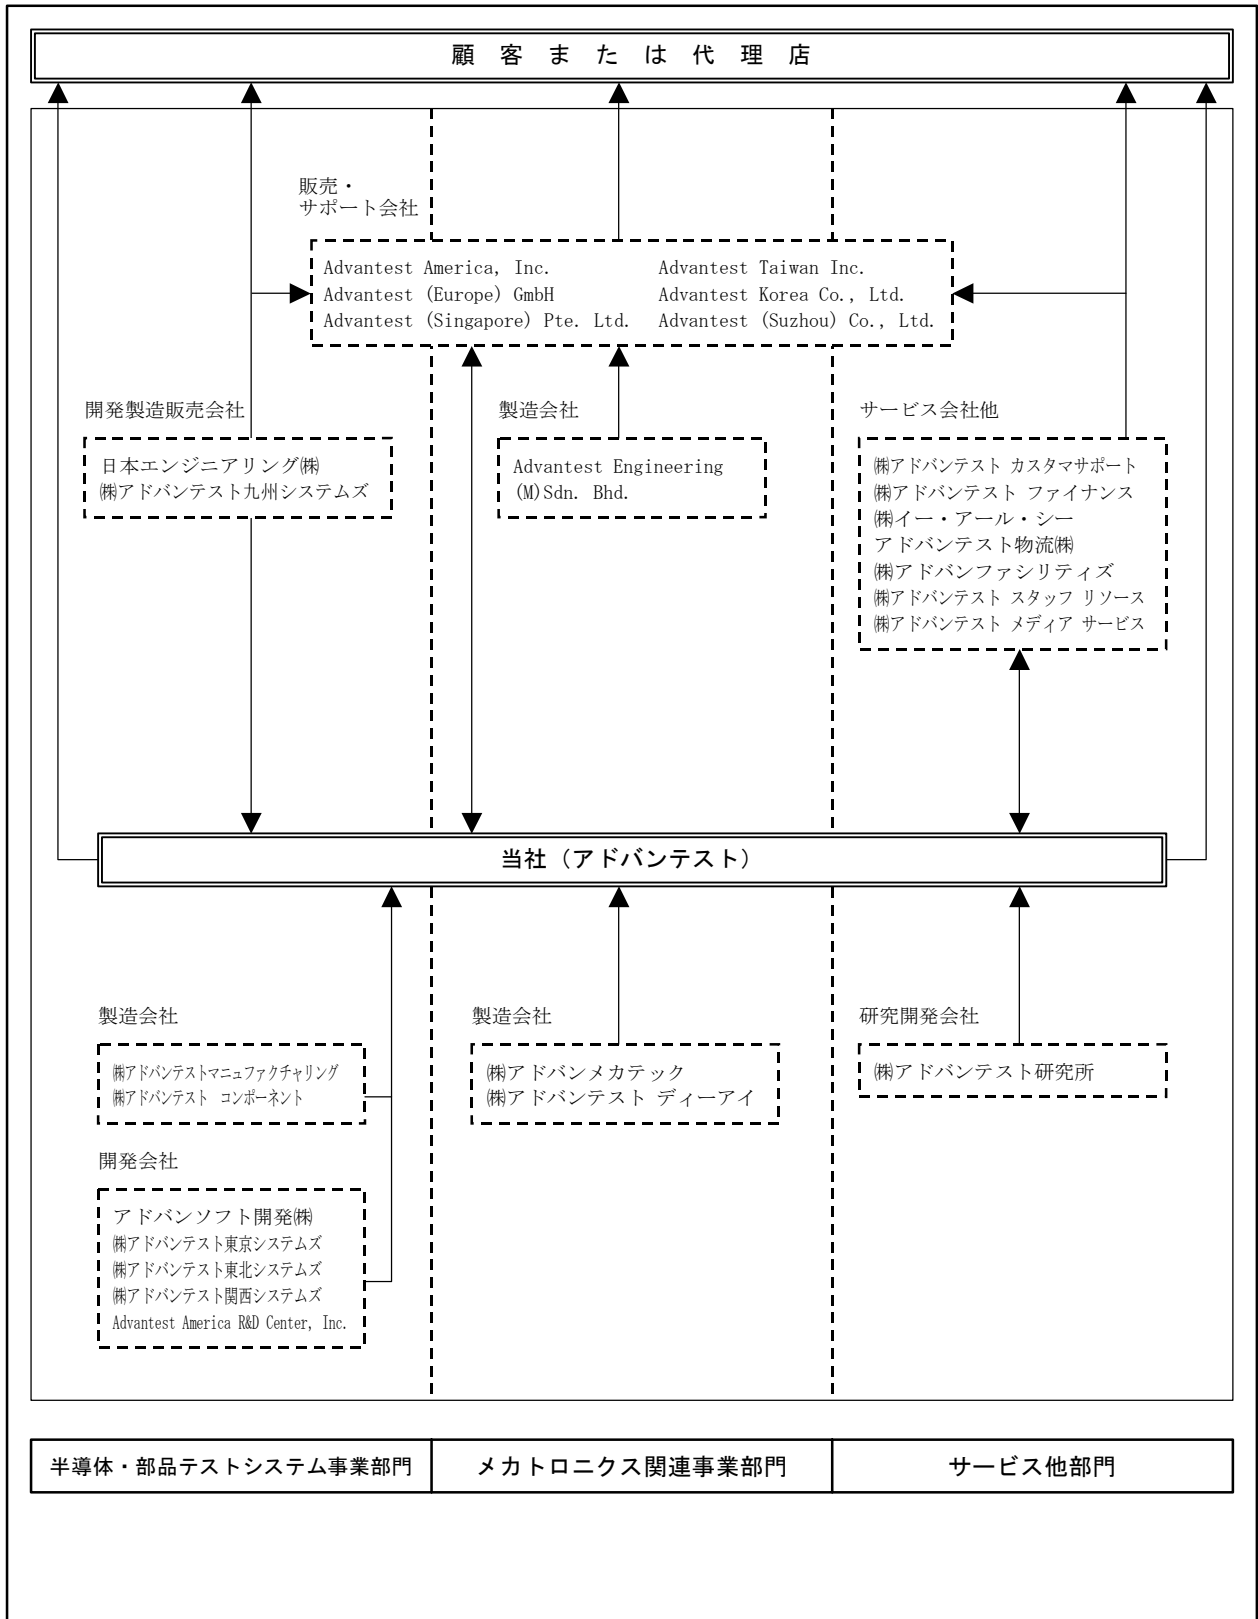 顧客または代理店
販売・
サポート会社
Advantest America, Inc.
Advantest (Europe) GmbH
Advantest (Singapore) Pte. Ltd.
Advantest Taiwan Inc.
Advantest Korea Co., Ltd.
Advantest (Suzhou) Co., Ltd.
開発製造販売会社
日本エンジニアリング㈱
㈱アドバンテスト九州システムズ
製造会社
Advantest Engineering
(M)Sdn. Bhd.
サービス会社他
㈱アドバンテスト カスタマサポート
㈱アドバンテスト ファイナンス
㈱イー・アール・シー
アドバンテスト物流㈱
㈱アドバンファシリティズ
㈱アドバンテスト スタッフ リソース
㈱アドバンテスト メディア サービス
当社（アドバンテスト）
製造会社
㈱アドバンテストマニュファクチャリング
㈱アドバンテスト コンポーネント
開発会社
アドバンソフト開発㈱
㈱アドバンテスト東京システムズ
㈱アドバンテスト東北システムズ
㈱アドバンテスト関西システムズ
Advantest America R&D Center, Inc.
製造会社
㈱アドバンメカテック
㈱アドバンテスト ディーアイ
研究開発会社
㈱アドバンテスト研究所
半導体・部品テストシステム事業部門
メカトロニクス関連事業部門
サービス他部門